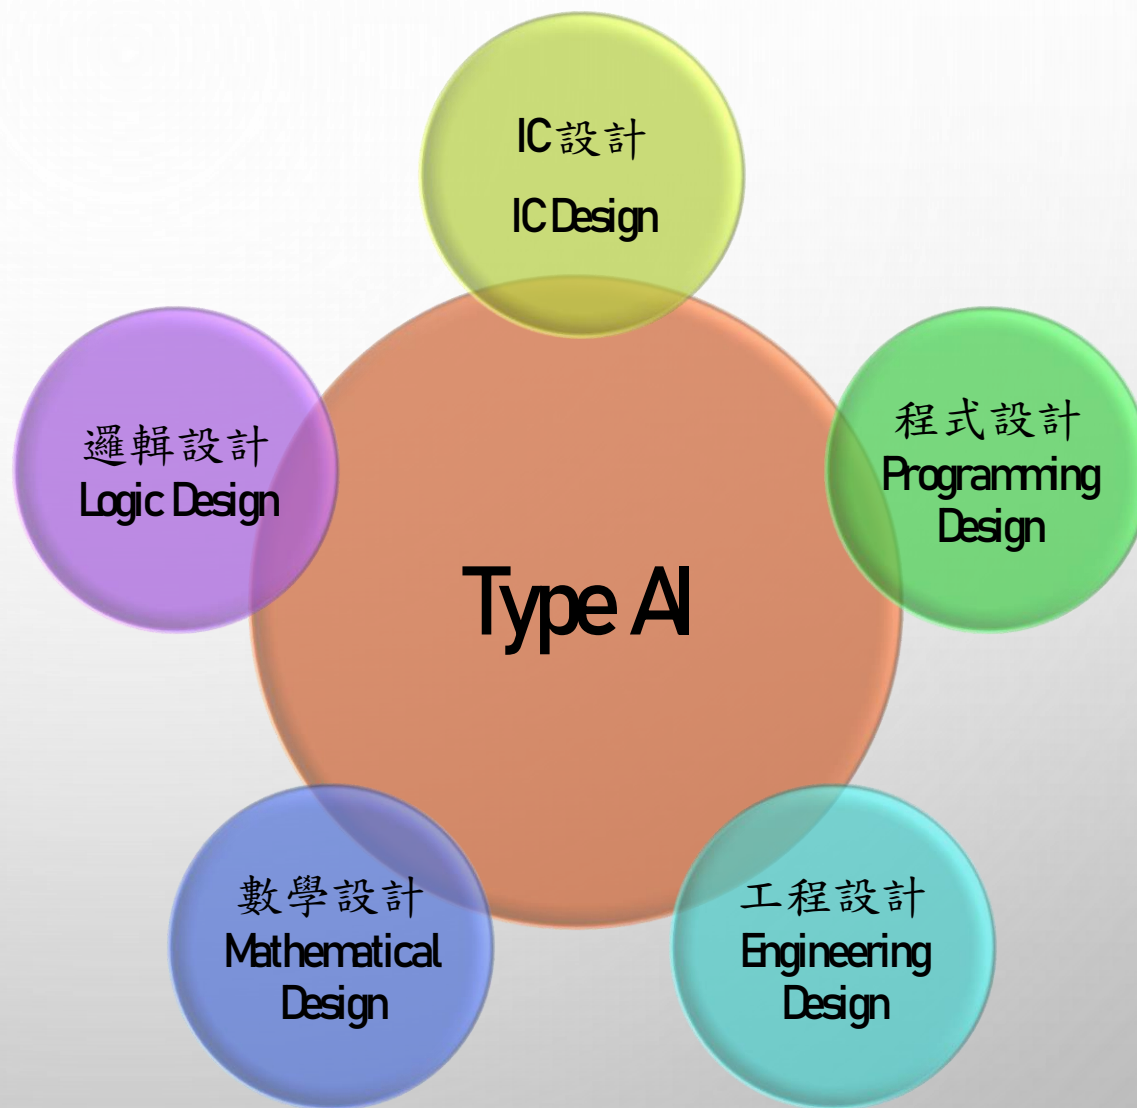 IC設計
IC Design
邏輯設計
Logic Design
程式設計
Programming
Design
Type AI
數學設計
Mathematical
Design
工程設計
Engineering
Design